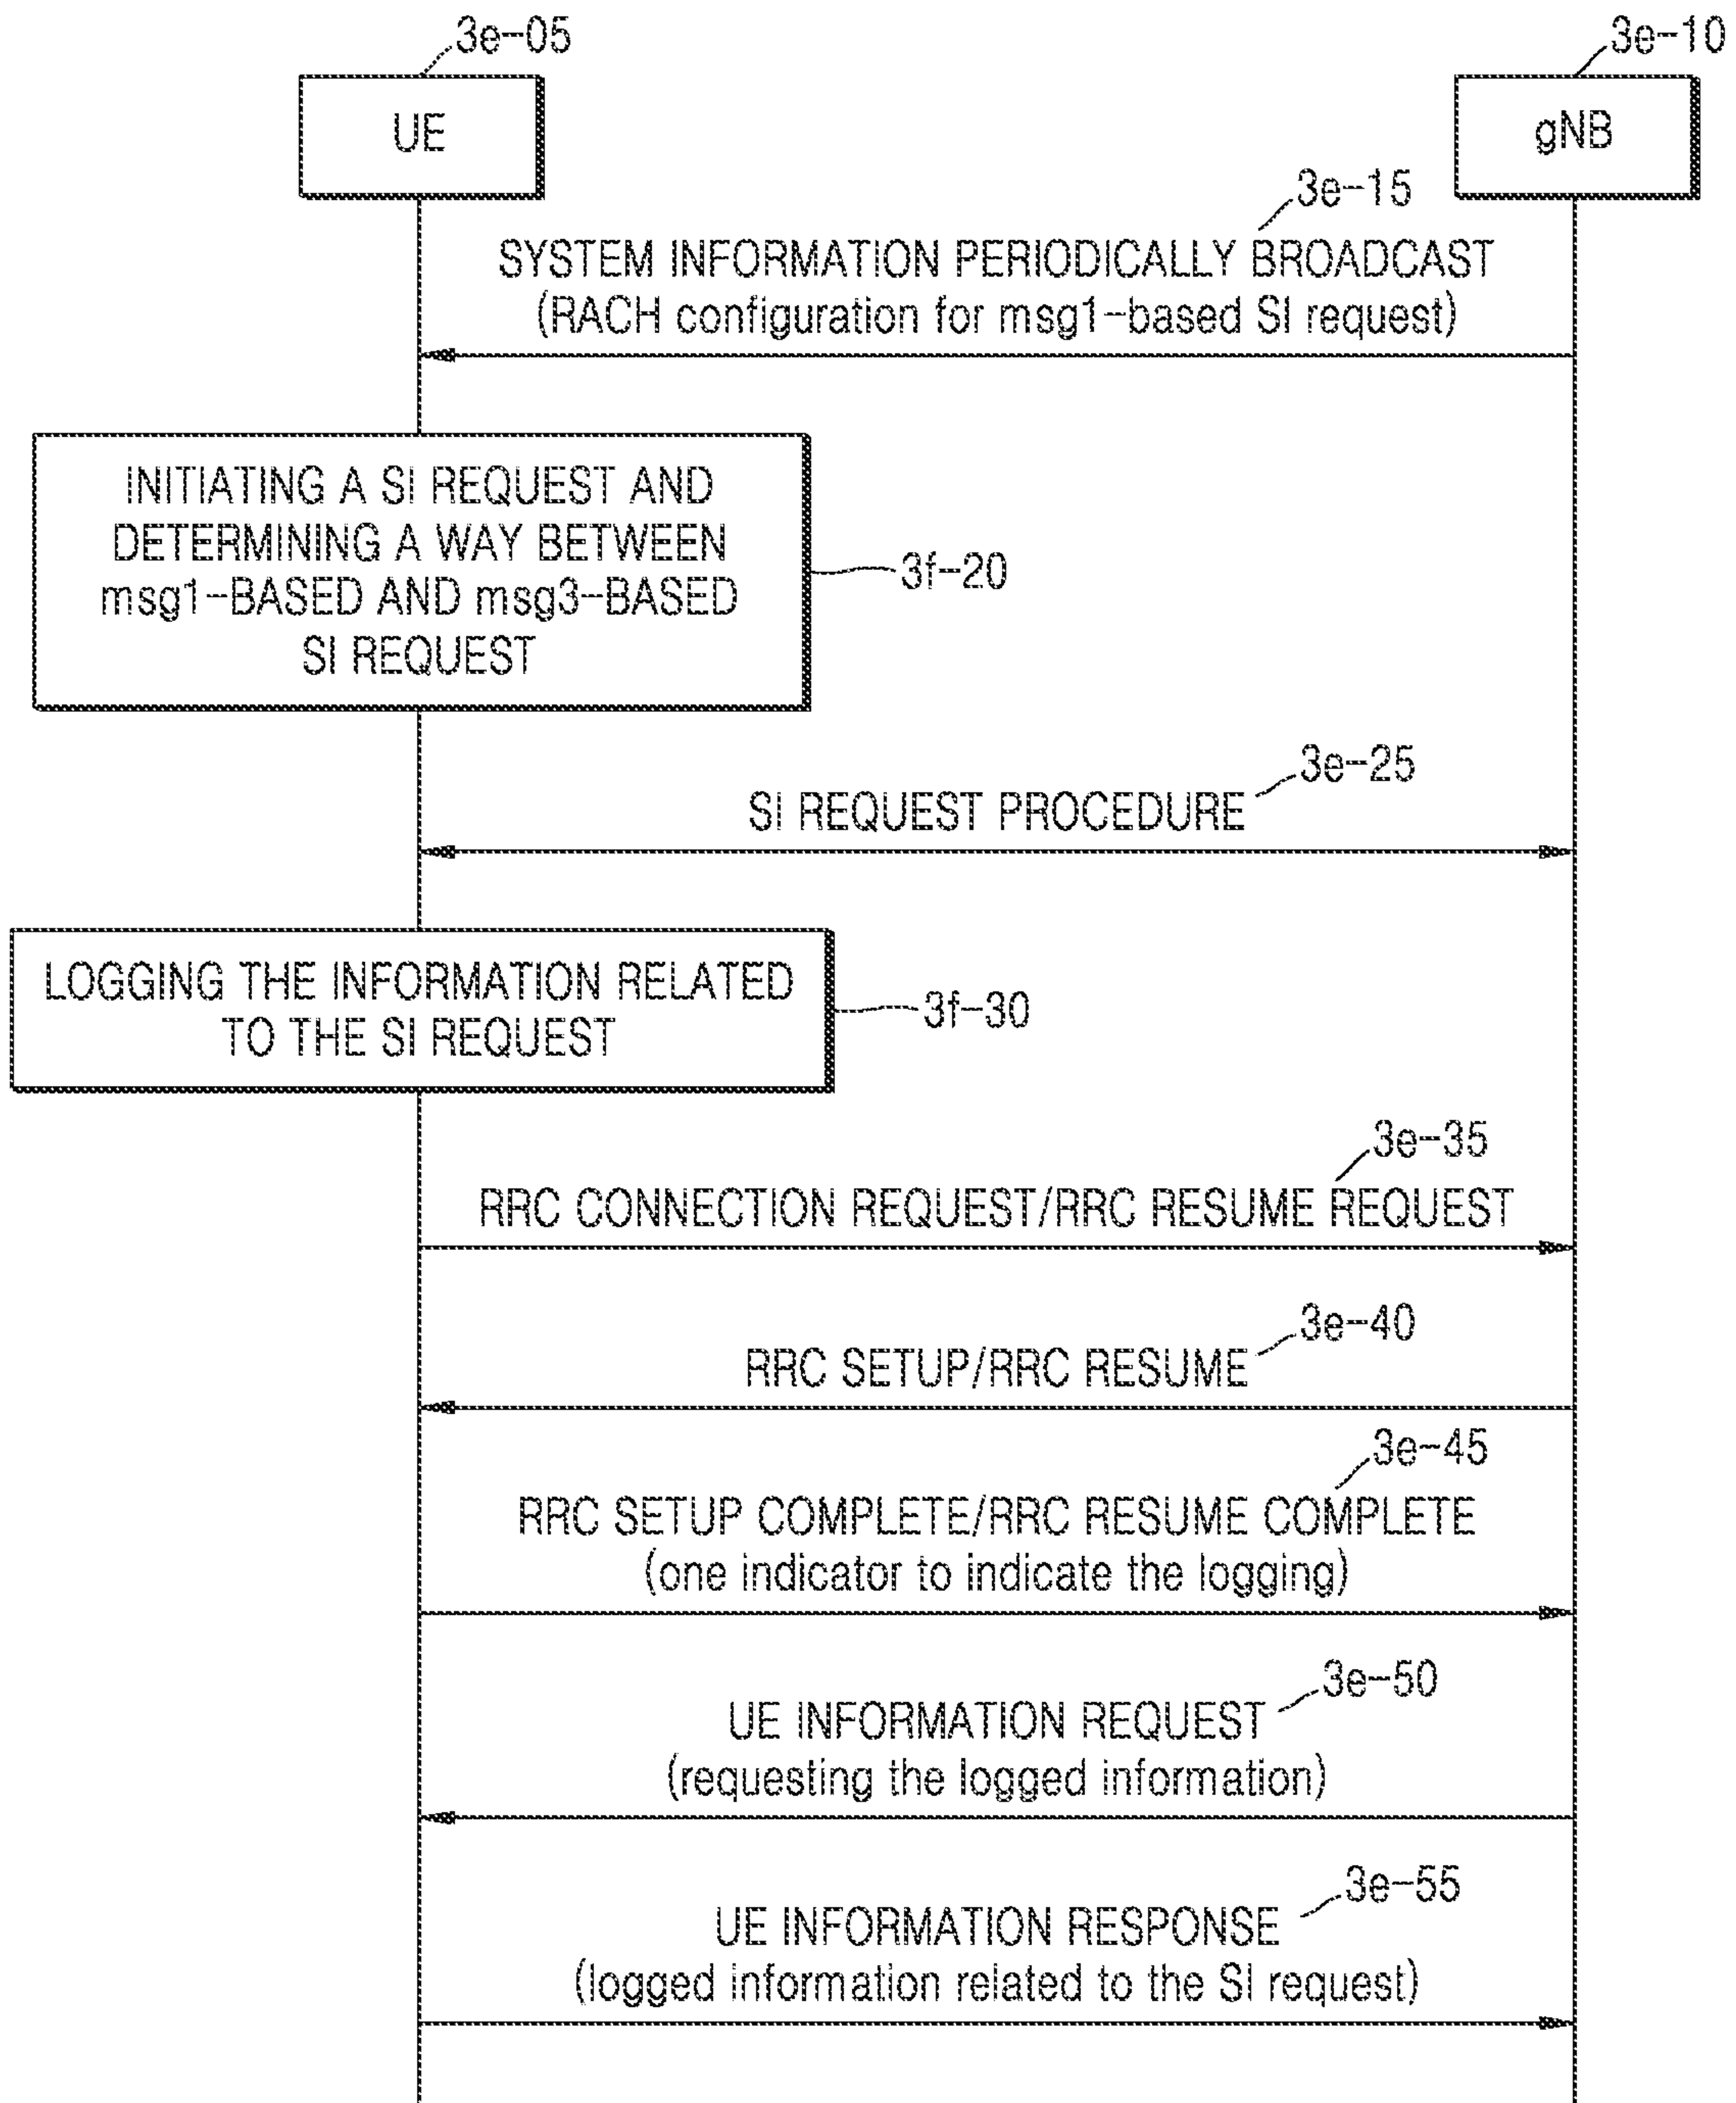 3e-05
3e-10
UE
gNB
3e-15
SYSTEM INFORMATION PERIODICALLY BROADCAST
(RACH configuration for msg1-based SI request)
INITIATING A SI REQUEST AND
DETERMINING A WAY BETWEEN
msg1-BASED AND msg3-BASED
SI REQUEST
3f-20
3e-25
SI REQUEST PROCEDURE
LOGGING THE INFORMATION RELATED
TO THE SI REQUEST
3f-30
3e-35
RRC CONNECTION REQUEST/RRC RESUME REQUEST
3e-40
RRC SETUP/RRC RESUME
3e-45
RRC SETUP COMPLETE/RRC RESUME COMPLETE
(one indicator to indicate the logging)
3e-50
UE INFORMATION REQUEST
(requesting the logged information)
3e-55
UE INFORMATION RESPONSE
(logged information related to the SI request)